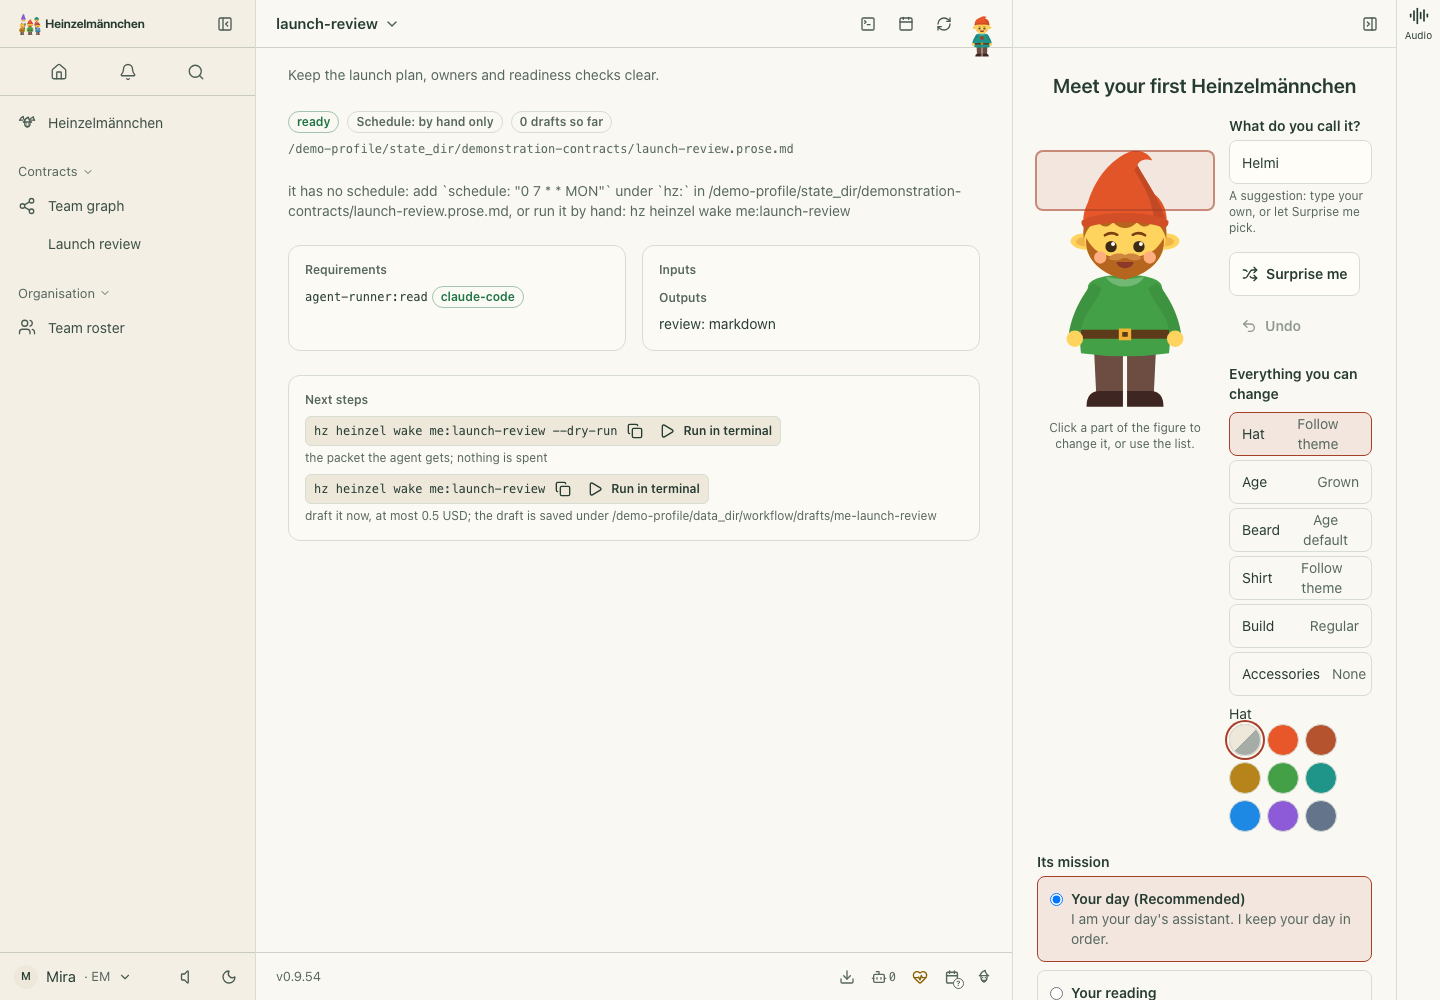 Heinzelmännchen
launch-review
Audio
Heinzelmännchen
Contracts
Team graph
Launch review
Organisation
Team roster
Keep the launch plan, owners and readiness checks clear.
ready
Schedule: by hand only
0 drafts so far
/demo-profile/state_dir/demonstration-contracts/launch-review.prose.md
it has no schedule: add `schedule: "0 7 * * MON"` under `hz:` in /demo-profile/state_dir/demonstration-
contracts/launch-review.prose.md, or run it by hand: hz heinzel wake me:launch-review
Requirements
agent-runner:read claude-code
Inputs
Outputs
review: markdown
Next steps
hz heinzel wake me:launch-review --dry-run Run in terminal
the packet the agent gets; nothing is spent
hz heinzel wake me:launch-review Run in terminal
draft it now, at most 0.5 USD; the draft is saved under /demo-profile/data_dir/workflow/drafts/me-launch-review
Meet your first Heinzelmännchen
Click a part of the figure to
change it, or use the list.
What do you call it?
Helmi
A suggestion: type your
own, or let Surprise me
pick.
Surprise me
Undo
Everything you can
change
Hat Follow
theme
Age Grown
Beard Age
default
Shirt Follow
theme
Build Regular
Accessories None
Hat
Its mission
Your day (Recommended)
I am your day's assistant. I keep your day in
order.
Your reading
M Mira · EM
v0.9.54
0
?